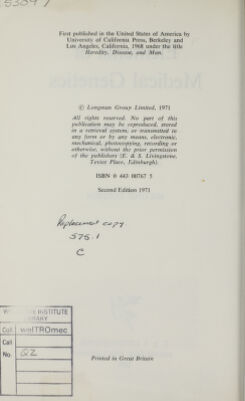 First published in the United States of America by
University of California Press, Berkeley and
Los Angeles, California, 1968 under the title
Heredity, Disease, and Man.
© Longman Group Limited, 1971
All rights reserved. No part of this
publication may be reproduced, stored
in a retrieval system, or transmitted in
any form or by any means, electronic,
mechanical, photocopying, recording or
otherwise, without the prior permission
of the publishers (E. & S. Livingstone,
Teviot Place, Edinburgh).
ISBN 0 443 00767 5
Second Edition 1971
Replacement copy
575.1
C
INSTITUTE
Coll. welTROmec
Call
No. QZ
Printed in Great Britain